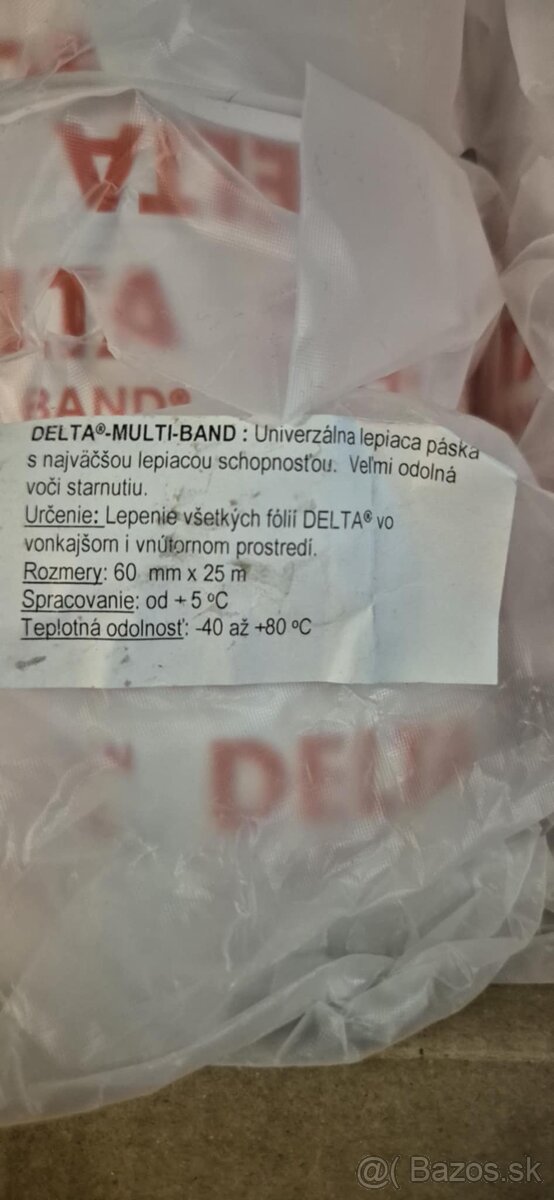 DELTA
DELTA
BAND®
DELTA®-MULTI-BAND : Univerzálna lepiaca páska
s najväčšou lepiacou schopnosťou. Veľmi odolná
voči starnutiu.
Určenie: Lepenie všetkých fólií DELTA® vo
vonkajšom i vnútornom prostredí.
Rozmery: 60 mm x 25 m
Spracovanie: od +5 ºC
Teplotná odolnosť: -40 až +80 ºC
DELTA
@( Bazos.sk